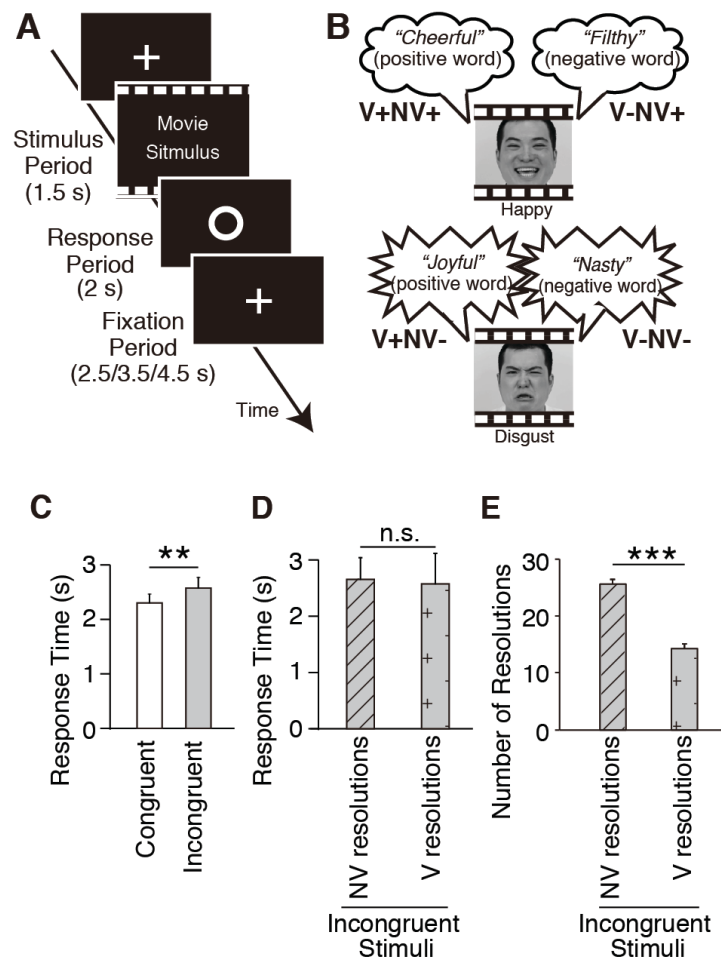 A
+
Movie
Sitmulus
Stimulus
Period
(1.5 s)
Response
Period
(2 s)
+
Fixation
Period
(2.5/3.5/4.5 s)
Time
B
“Cheerful”
(positive word)
“Filthy”
(negative word)
V+NV+
V-NV+
Happy
“Joyful”
(positive word)
“Nasty”
(negative word)
V+NV-
V-NV-
Disgust
C
**
Response Time (s)
3
2
1
0
Congruent
Incongruent
D
n.s.
Response Time (s)
3
2
1
0
NV resolutions
V resolutions
Incongruent
Stimuli
E
***
Number of Resolutions
30
20
10
0
NV resolutions
V resolutions
Incongruent
Stimuli